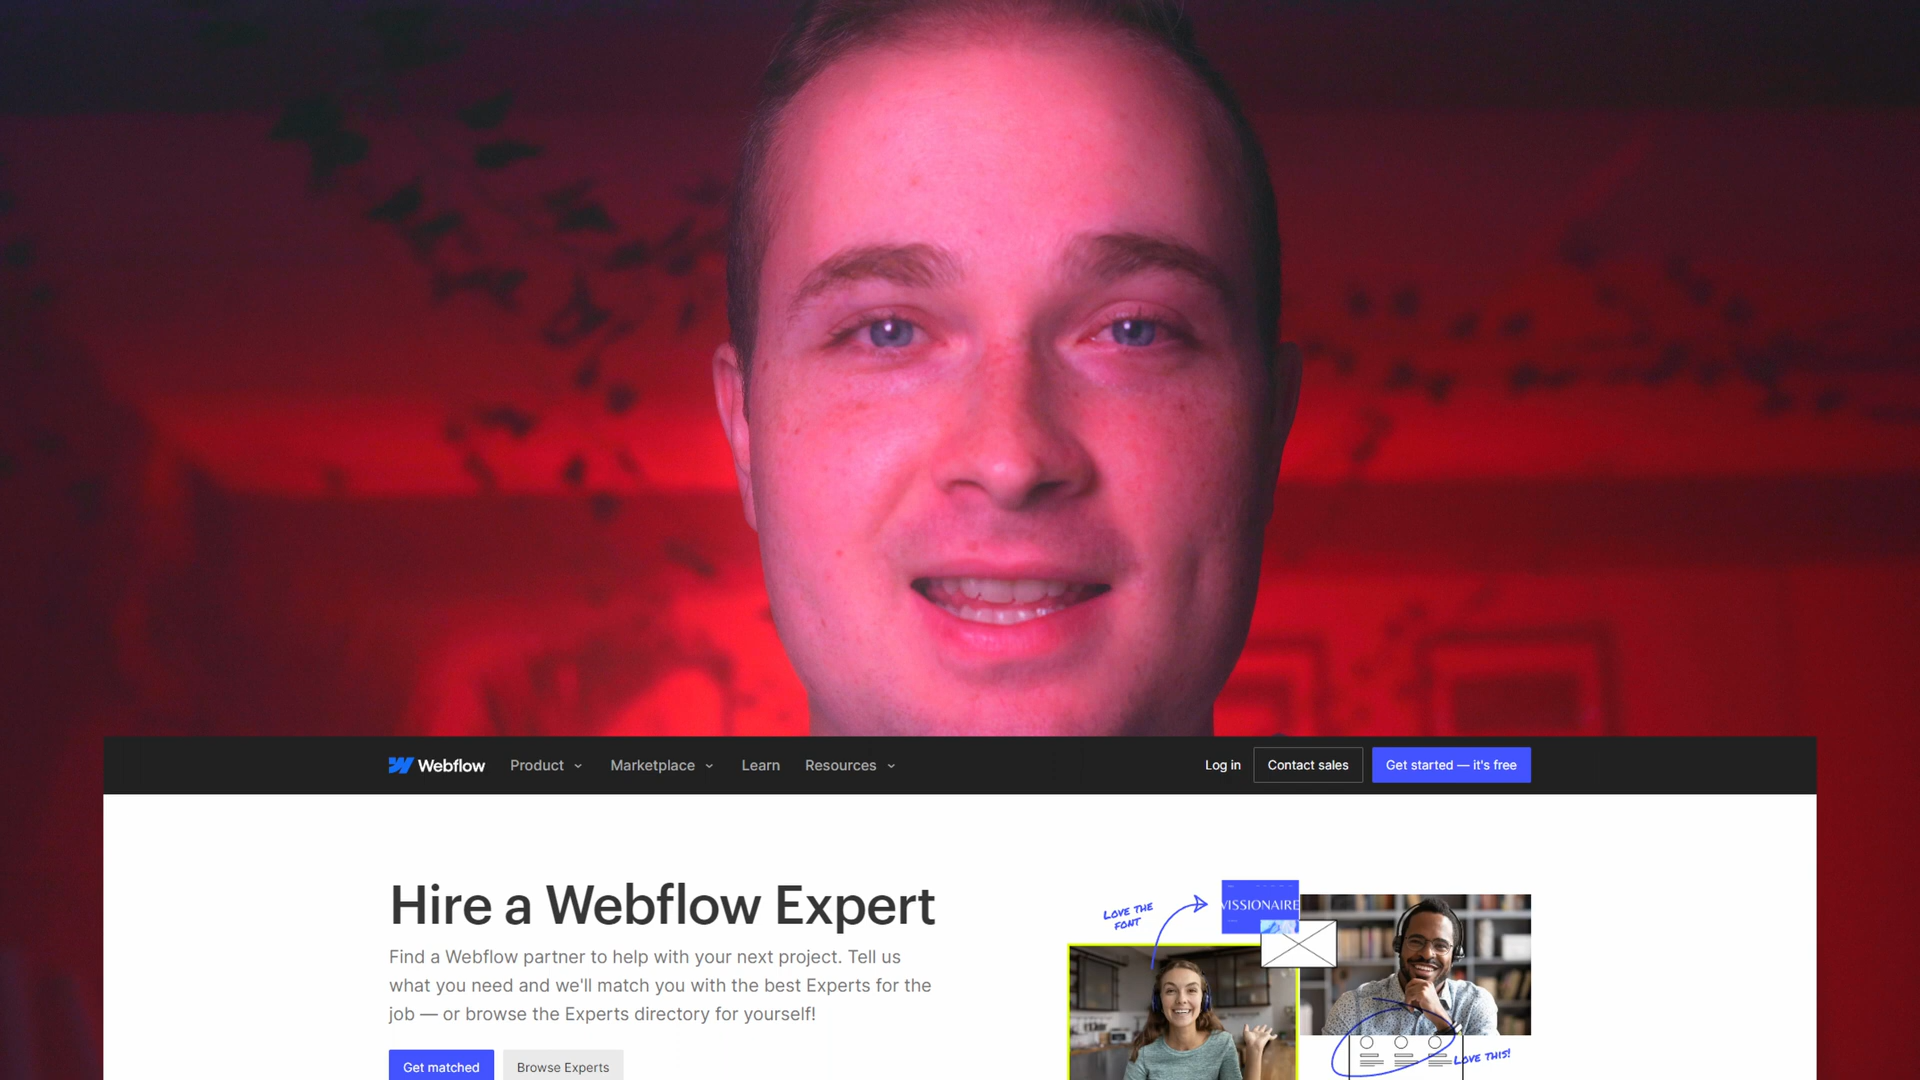 Webflow Product Marketplace Learn Resources Log in Contact sales Get started — it's free
Hire a Webflow Expert
Find a Webflow partner to help with your next project. Tell us
what you need and we'll match you with the best Experts for the
job — or browse the Experts directory for yourself!
Get matched Browse Experts
LOVE THE
FONT
VISSIONAIRE
LOVE THIS!